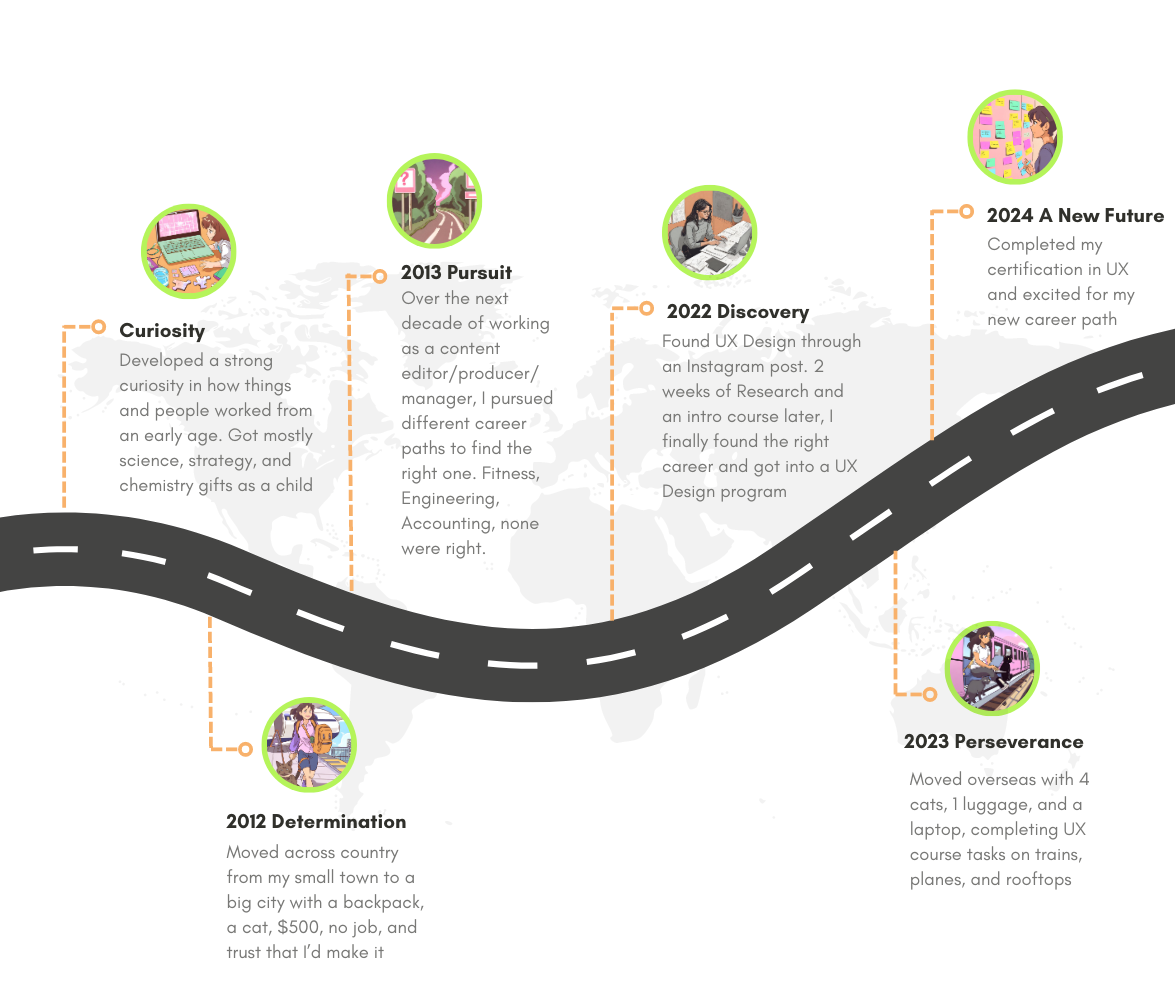 Curiosity
Developed a strong
curiosity in how things
and people worked from
an early age. Got mostly
science, strategy, and
chemistry gifts as a child
2012 Determination
Moved across country
from my small town to a
big city with a backpack,
a cat, $500, no job, and
trust that I'd make it
?
2013 Pursuit
Over the next
decade of working
as a content
editor/producer/
manager, I pursued
different career
paths to find the
right one. Fitness,
Engineering,
Accounting, none
were right.
2022 Discovery
Found UX Design through
an Instagram post. 2
weeks of Research and
an intro course later, I
finally found the right
career and got into a UX
Design program
2023 Perseverance
Moved overseas with 4
cats, 1 luggage, and a
laptop, completing UX
course tasks on trains,
planes, and rooftops
2024 A New Future
Completed my
certification in UX
and excited for my
new career path